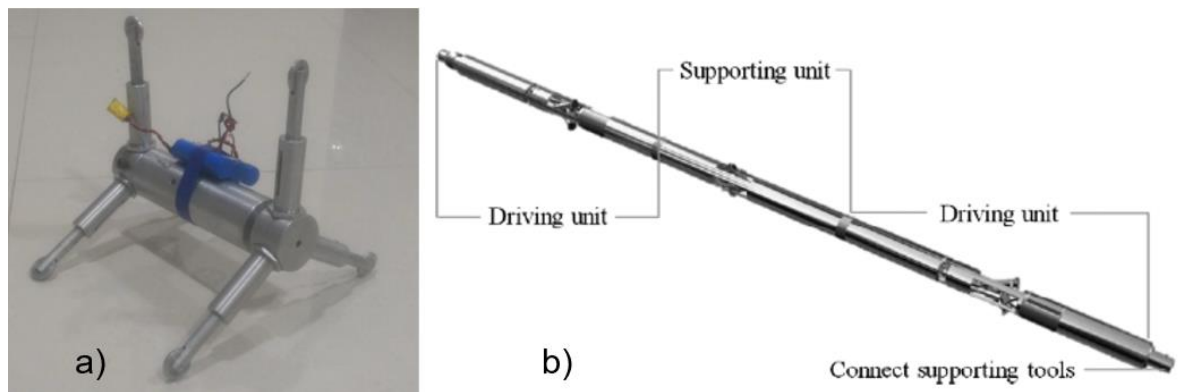 Supporting unit
Driving unit
Driving unit
Connect supporting tools
a)
b)